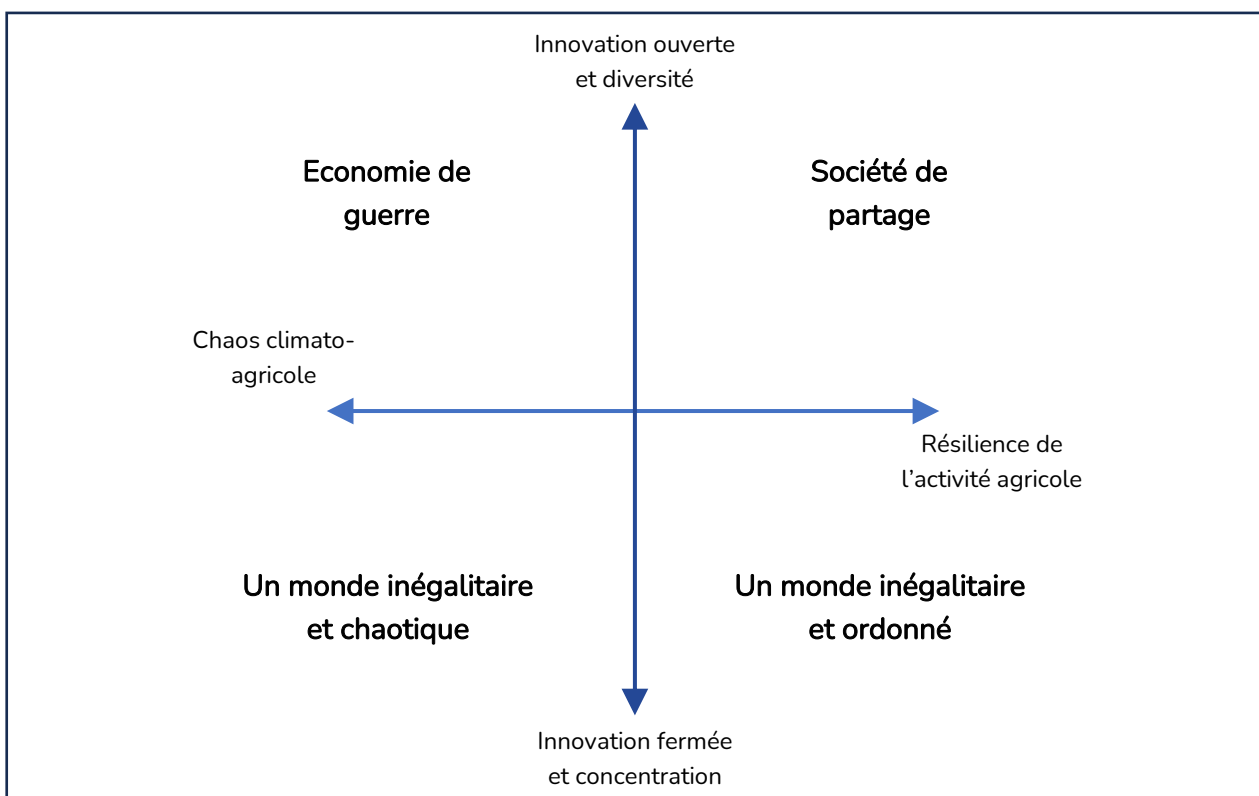 Innovation ouverte
et diversité
Economie de
guerre
Société de
partage
Chaos climato-
agricole
Résilience de
l’activité agricole
Un monde inégalitaire
et chaotique
Un monde inégalitaire
et ordonné
Innovation fermée
et concentration